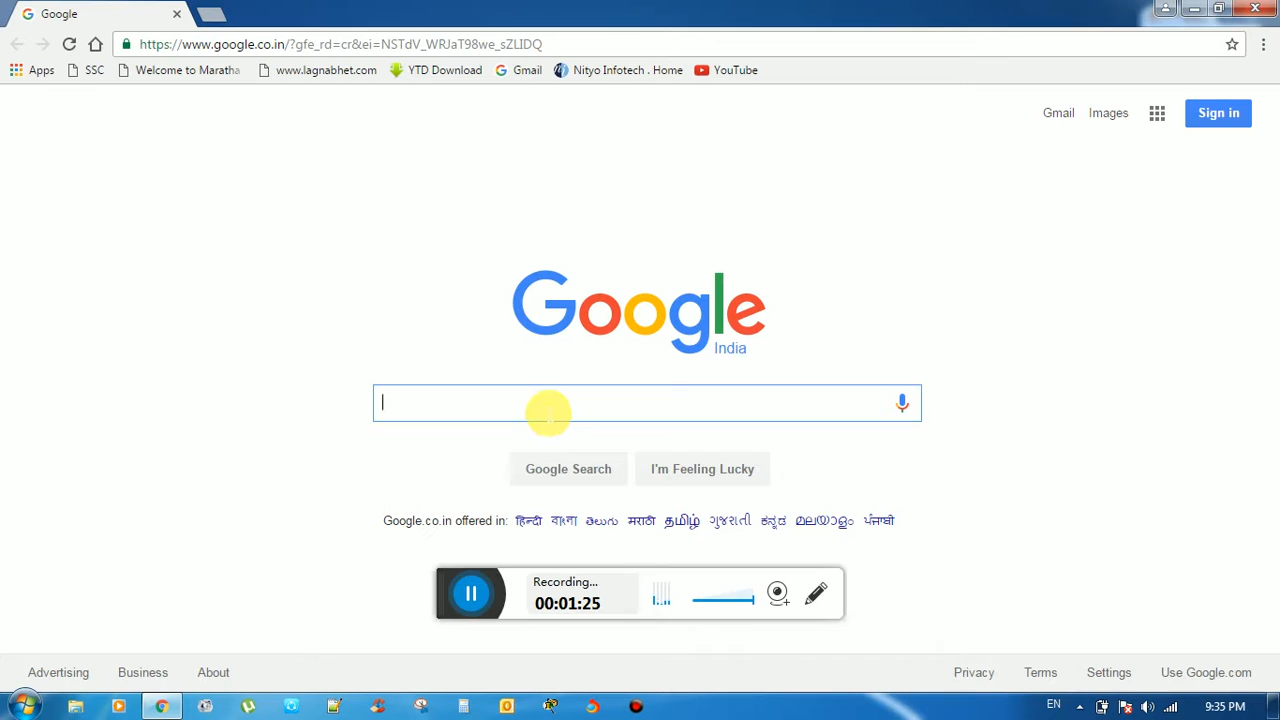 Google
https://www.google.co.in/?gfe_rd=cr&ei=NSTdV_WRJaT98we_sZLIDQ
Apps SSC Welcome to Maratha www.lagnabhet.com YTD Download Gmail Nityo Infotech . Home YouTube
Gmail Images Sign in
Google
India
Google Search I'm Feeling Lucky
Google.co.in offered in: हिन्दी বাংলা తెలుగు मराठी தமிழ் ગુજરાતી ಕನ್ನಡ മലയാളം ਪੰਜਾਬੀ
Recording...
00:01:25
Advertising Business About Privacy Terms Settings Use Google.com
EN 9:35 PM